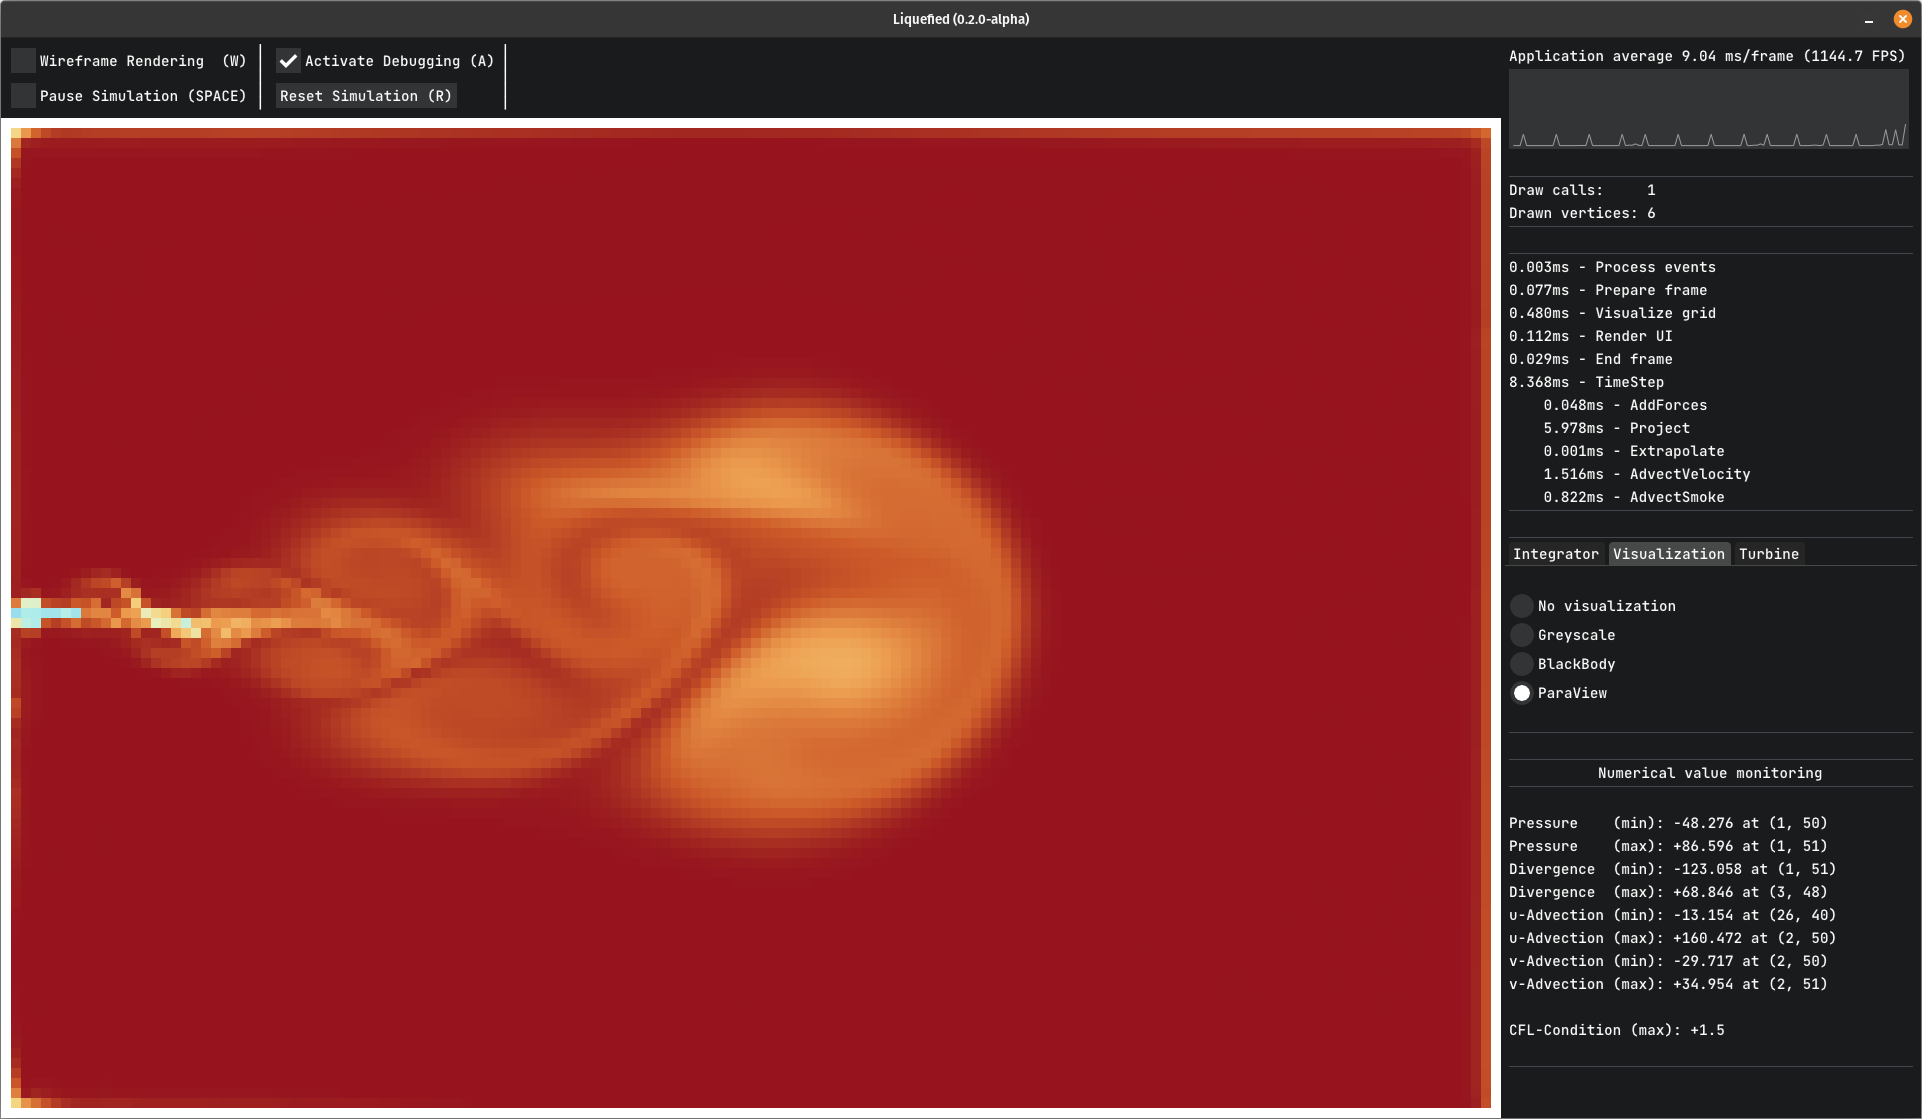 Liquefied (0.2.0-alpha)
Wireframe Rendering  (W)
Activate Debugging (A)
Pause Simulation (SPACE)
Reset Simulation (R)
Application average 9.04 ms/frame (1144.7 FPS)
Draw calls:     1
Drawn vertices: 6
0.003ms - Process events
0.077ms - Prepare frame
0.480ms - Visualize grid
0.112ms - Render UI
0.029ms - End frame
8.368ms - TimeStep
0.048ms - AddForces
5.978ms - Project
0.001ms - Extrapolate
1.516ms - AdvectVelocity
0.822ms - AdvectSmoke
Integrator Visualization Turbine
No visualization
Greyscale
BlackBody
ParaView
Numerical value monitoring
Pressure    (min): -48.276 at (1, 50)
Pressure    (max): +86.596 at (1, 51)
Divergence  (min): -123.058 at (1, 51)
Divergence  (max): +68.846 at (3, 48)
u-Advection (min): -13.154 at (26, 40)
u-Advection (max): +160.472 at (2, 50)
v-Advection (min): -29.717 at (2, 50)
v-Advection (max): +34.954 at (2, 51)
CFL-Condition (max): +1.5